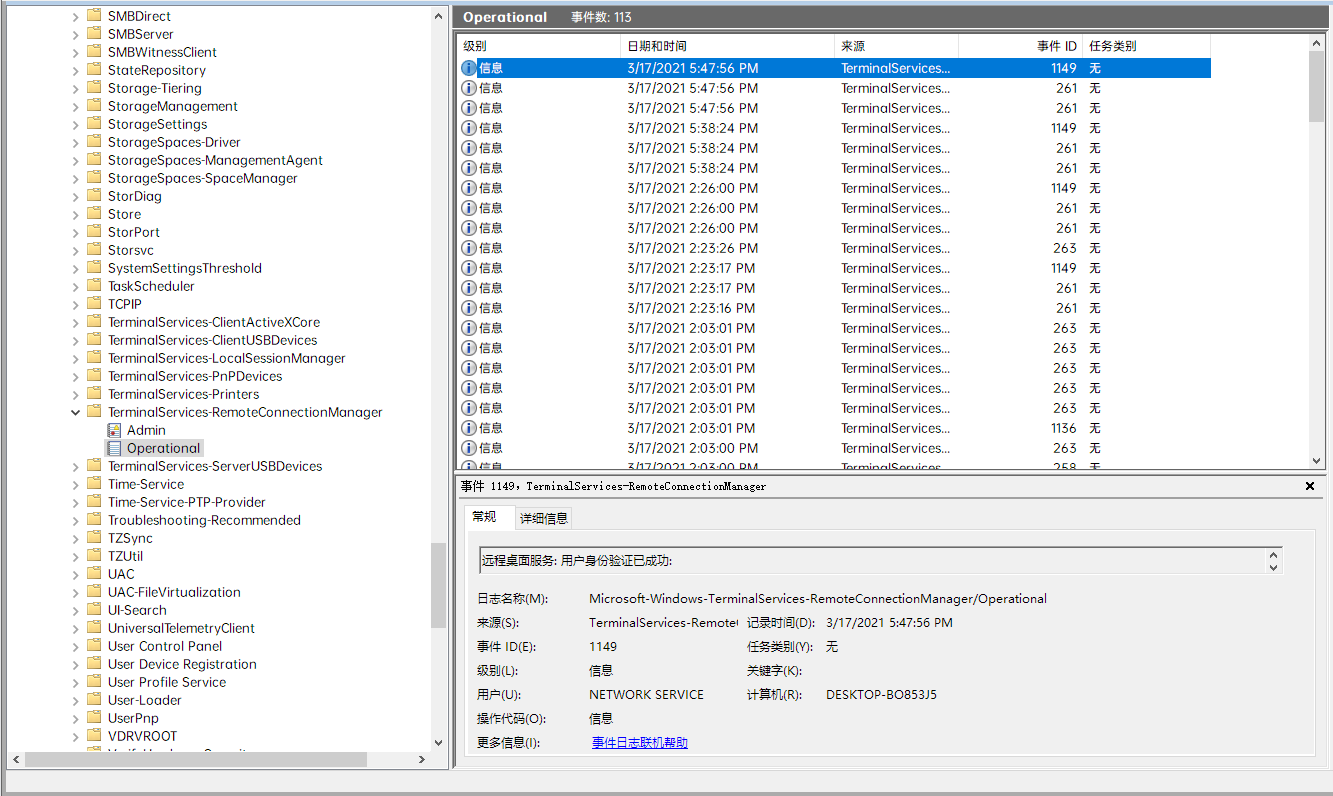 SMBDirect
SMBServer
SMBWitnessClient
StateRepository
Storage-Tiering
StorageManagement
StorageSettings
StorageSpaces-Driver
StorageSpaces-ManagementAgent
StorageSpaces-SpaceManager
StorDiag
Store
StorPort
Storsvc
SystemSettingsThreshold
TaskScheduler
TCPIP
TerminalServices-ClientActiveXCore
TerminalServices-ClientUSBDevices
TerminalServices-LocalSessionManager
TerminalServices-PnPDevices
TerminalServices-Printers
TerminalServices-RemoteConnectionManager
Admin
Operational
TerminalServices-ServerUSBDevices
Time-Service
Time-Service-PTP-Provider
Troubleshooting-Recommended
TZSync
TZUtil
UAC
UAC-FileVirtualization
UI-Search
UniversalTelemetryClient
User Control Panel
User Device Registration
User Profile Service
User-Loader
UserPnp
VDRVROOT
Operational 事件数: 113
级别 日期和时间 来源 事件 ID 任务类别
信息 3/17/2021 5:47:56 PM TerminalServices... 1149 无
信息 3/17/2021 5:47:56 PM TerminalServices... 261 无
信息 3/17/2021 5:47:56 PM TerminalServices... 261 无
信息 3/17/2021 5:38:24 PM TerminalServices... 1149 无
信息 3/17/2021 5:38:24 PM TerminalServices... 261 无
信息 3/17/2021 5:38:24 PM TerminalServices... 261 无
信息 3/17/2021 2:26:00 PM TerminalServices... 1149 无
信息 3/17/2021 2:26:00 PM TerminalServices... 261 无
信息 3/17/2021 2:26:00 PM TerminalServices... 261 无
信息 3/17/2021 2:23:26 PM TerminalServices... 263 无
信息 3/17/2021 2:23:17 PM TerminalServices... 1149 无
信息 3/17/2021 2:23:17 PM TerminalServices... 261 无
信息 3/17/2021 2:23:16 PM TerminalServices... 261 无
信息 3/17/2021 2:03:01 PM TerminalServices... 263 无
信息 3/17/2021 2:03:01 PM TerminalServices... 263 无
信息 3/17/2021 2:03:01 PM TerminalServices... 263 无
信息 3/17/2021 2:03:01 PM TerminalServices... 263 无
信息 3/17/2021 2:03:01 PM TerminalServices... 263 无
信息 3/17/2021 2:03:01 PM TerminalServices... 1136 无
信息 3/17/2021 2:03:00 PM TerminalServices... 263 无
信息 3/17/2021 2:03:00 PM TerminalServices... 258 无
事件 1149，TerminalServices-RemoteConnectionManager
常规 详细信息
远程桌面服务: 用户身份验证已成功:
日志名称(M): Microsoft-Windows-TerminalServices-RemoteConnectionManager/Operational
来源(S): TerminalServices-Remote 记录时间(D): 3/17/2021 5:47:56 PM
事件 ID(E): 1149 任务类别(Y): 无
级别(L): 信息 关键字(K):
用户(U): NETWORK SERVICE 计算机(R): DESKTOP-BO853J5
操作代码(O): 信息
更多信息(I): 事件日志联机帮助